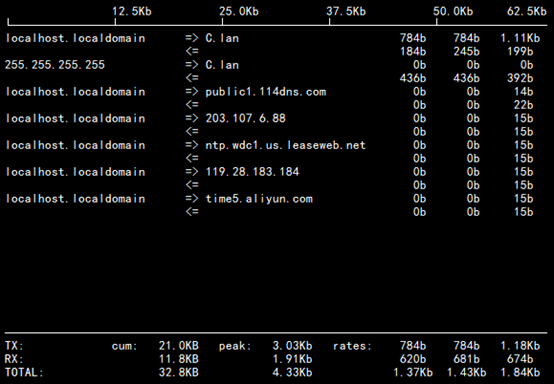 12.5Kb 25.0Kb 37.5Kb 50.0Kb 62.5Kb
localhost.localdomain => C.lan 784b 784b 1.11Kb
<= 184b 245b 199b
255.255.255.255 => C.lan 0b 0b 0b
<= 436b 436b 392b
localhost.localdomain => public1.114dns.com 0b 0b 14b
<= 0b 0b 22b
localhost.localdomain => 203.107.6.88 0b 0b 15b
<= 0b 0b 15b
localhost.localdomain => ntp.wdc1.us.leaseweb.net 0b 0b 15b
<= 0b 0b 15b
localhost.localdomain => 119.28.183.184 0b 0b 15b
<= 0b 0b 15b
localhost.localdomain => time5.aliyun.com 0b 0b 15b
<= 0b 0b 15b
TX: cum: 21.0KB peak: 3.03Kb rates: 784b 784b 1.18Kb
RX: 11.8KB 1.91Kb 620b 681b 674b
TOTAL: 32.8KB 4.33Kb 1.37Kb 1.43Kb 1.84Kb